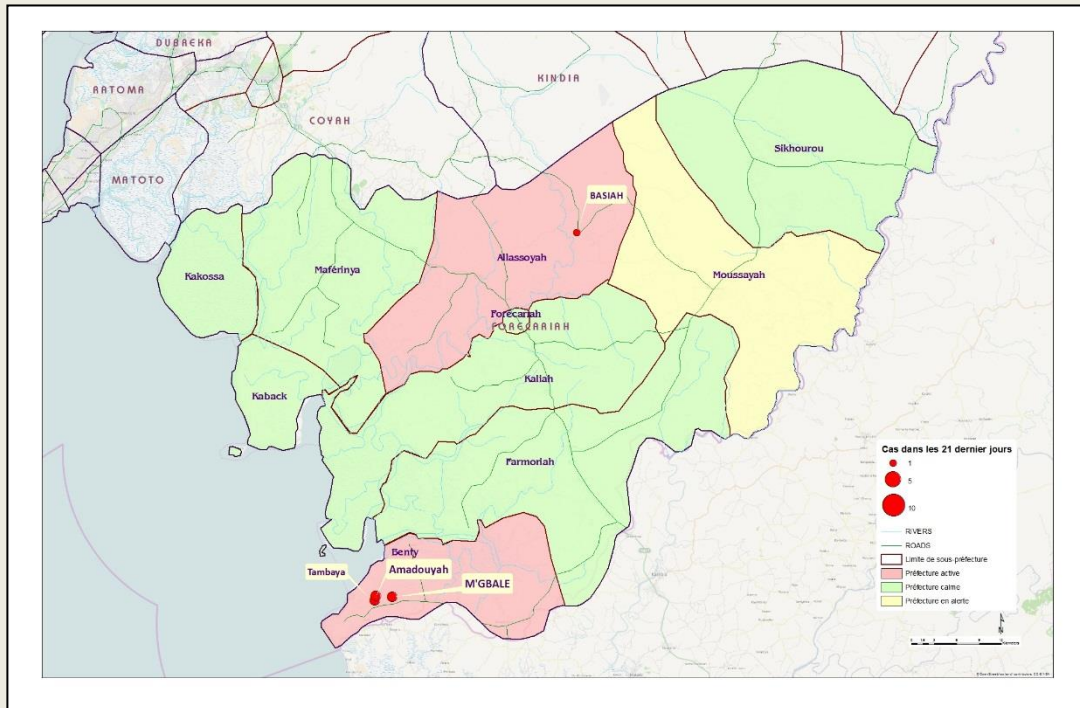 DUBREKA
RATOMA
KINDIA
COYAH
MATOTO
Sikhourou
BASIAH
Allassoyah
Kakossa
Maferinya
Moussayah
Forecariah
FORECARIAH
Kallah
Kaback
Farmoriah
Benty
Tambaya
Amadouyah
M'GBALE
Cas dans les 21 dernier jours
1
5
10
RIVERS
ROADS
Limite de sous-préfecture
Préfecture active
Préfecture calme
Préfecture en alerte
N